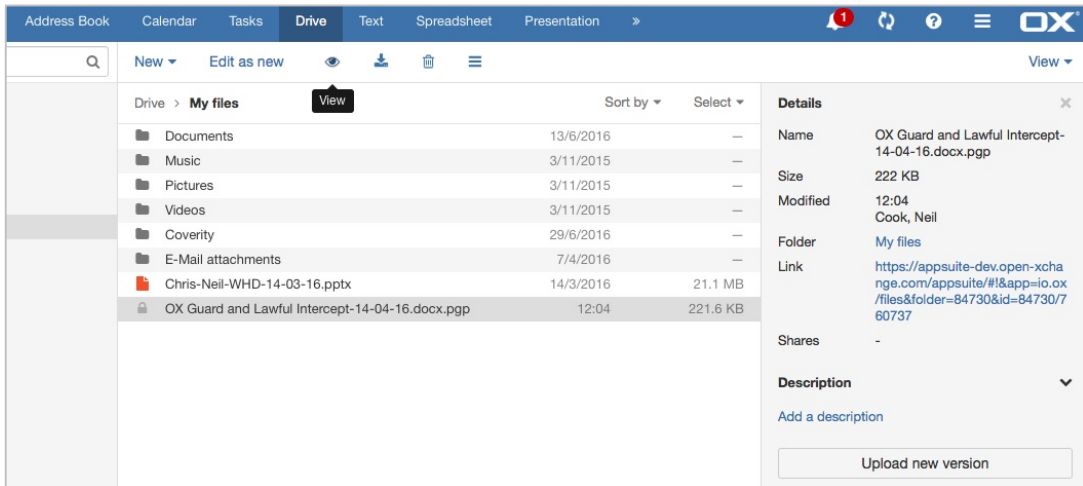 Address Book Calendar Tasks Drive Text Spreadsheet Presentation » 1 ? OX
New Edit as new View
View
Drive > My files Sort by Select Details ×
Documents 13/6/2016 —
Music 3/11/2015 —
Pictures 3/11/2015 —
Videos 3/11/2015 —
Coverity 29/6/2016 —
E-Mail attachments 7/4/2016 —
Chris-Neil-WHD-14-03-16.pptx 14/3/2016 21.1 MB
OX Guard and Lawful Intercept-14-04-16.docx.pgp 12:04 221.6 KB
Name OX Guard and Lawful Intercept-
14-04-16.docx.pgp
Size 222 KB
Modified 12:04
Cook, Neil
Folder My files
Link https://appsuite-dev.open-xcha
nge.com/appsuite/#!&app=io.ox
/files&folder=84730&id=84730/7
60737
Shares -
Description
Add a description
Upload new version